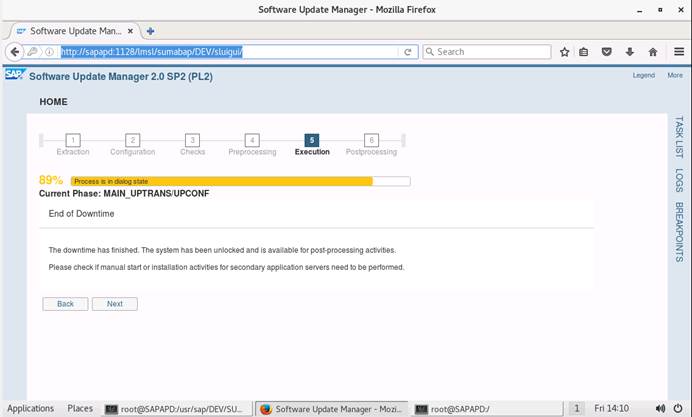 Software Update Manager - Mozilla Firefox
Software Update Man...
http://sapapd:1128/lmsl/sumabap/DEV/sluigui/
Search
SAP
Software Update Manager 2.0 SP2 (PL2)
Legend
More
HOME
1 2 3 4 5 6
Extraction Configuration Checks Preprocessing Execution Postprocessing
89% Process is in dialog state
Current Phase: MAIN_UPTRANS/UPCONF
End of Downtime
The downtime has finished. The system has been unlocked and is available for post-processing activities.
Please check if manual start or installation activities for secondary application servers need to be performed.
Back Next
TASK LIST
LOGS
BREAKPOINTS
Applications Places root@SAPAPD:/usr/sap/DEV/SU... Software Update Manager - Mozi... root@SAPAPD:/ 1 Fri 14:10